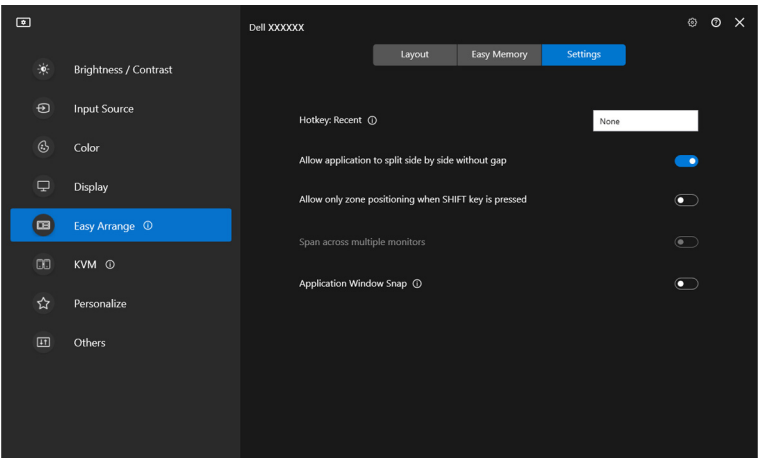 Dell XXXXXX
Layout
Easy Memory
Settings
Brightness / Contrast
Input Source
Color
Display
Easy Arrange
KVM
Personalize
Others
Hotkey: Recent
None
Allow application to split side by side without gap
Allow only zone positioning when SHIFT key is pressed
Span across multiple monitors
Application Window Snap